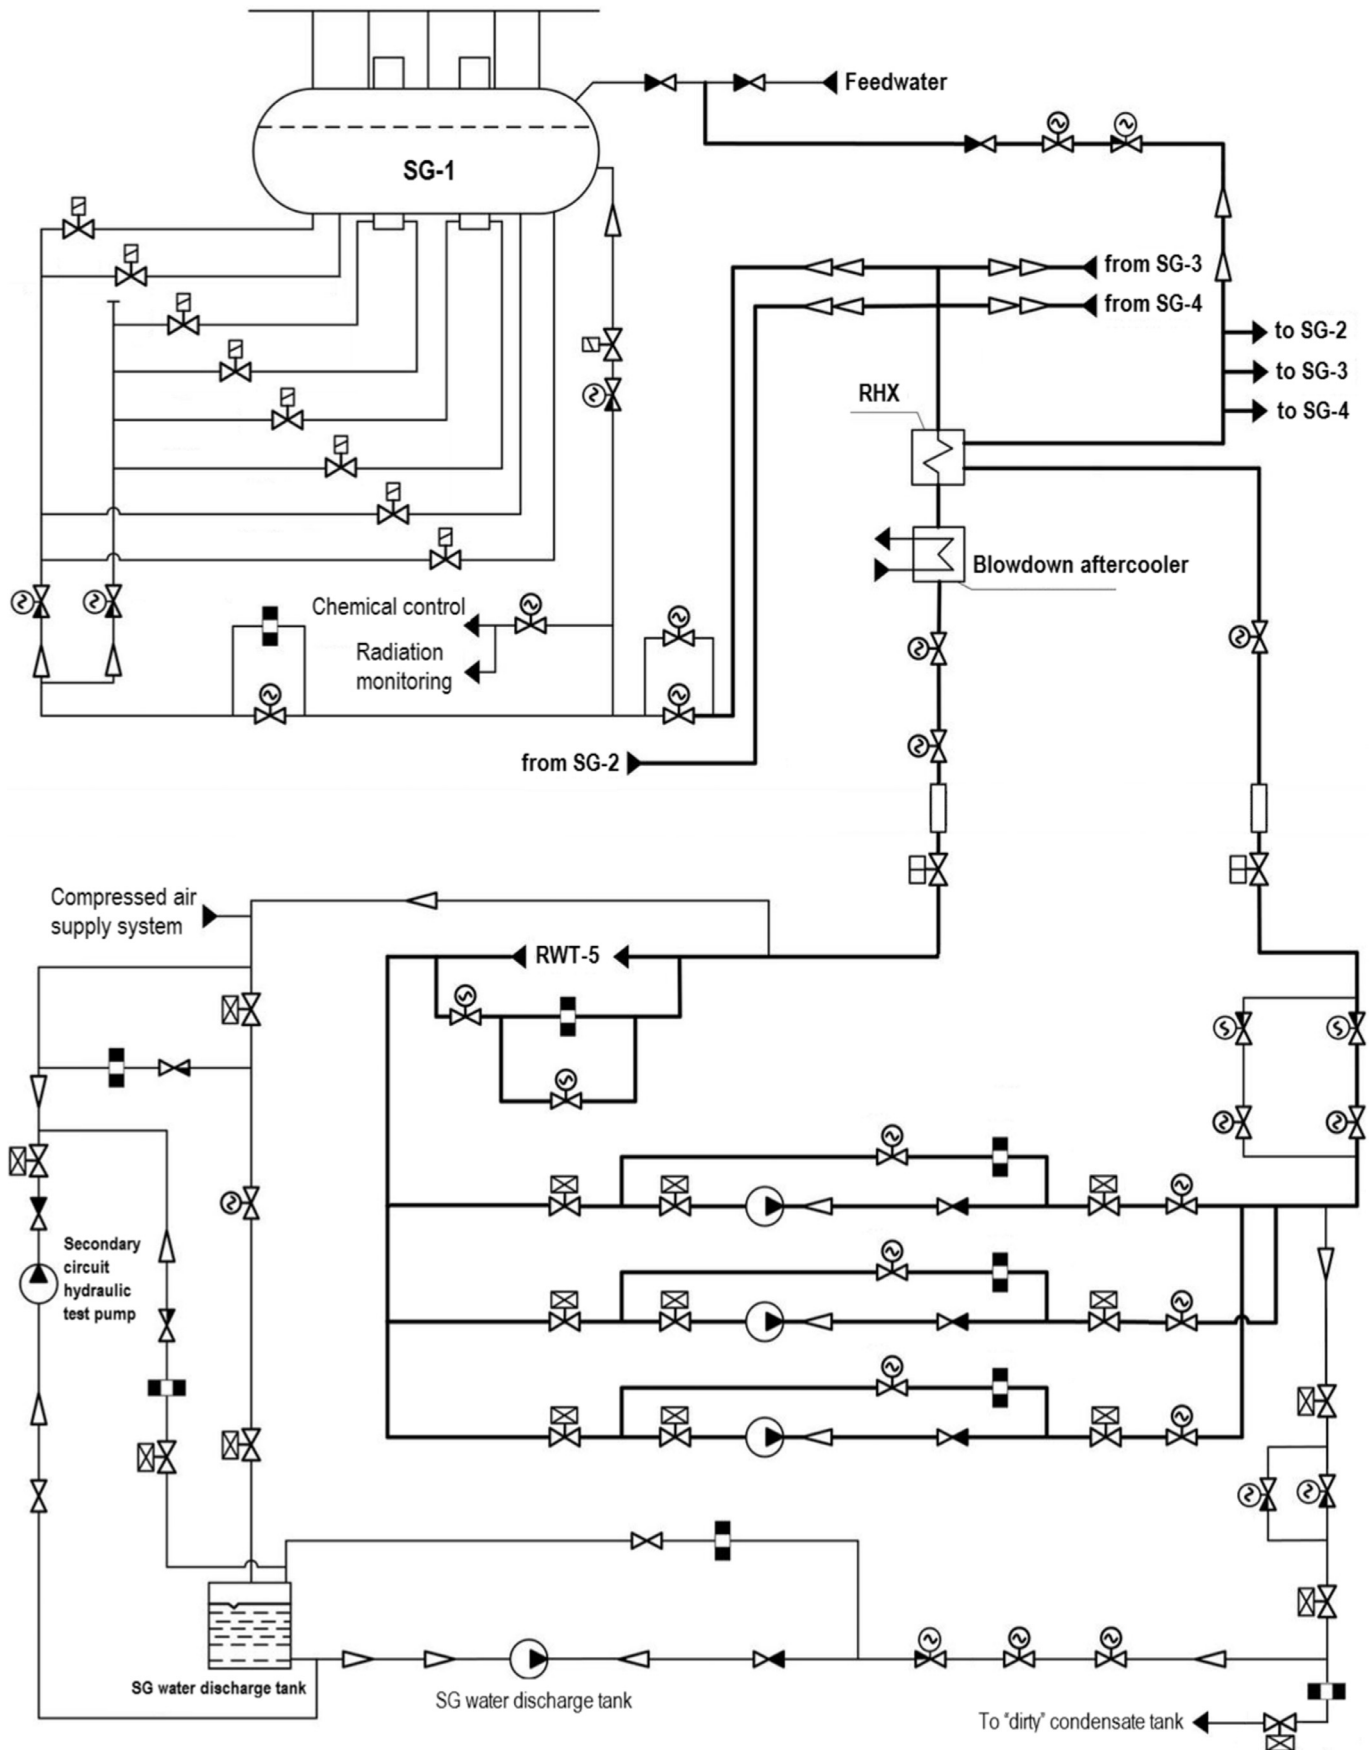 Feedwater
SG-1
from SG-3
from SG-4
to SG-2
to SG-3
to SG-4
RHX
Blowdown aftercooler
Chemical control
Radiation
monitoring
from SG-2
Compressed air
supply system
RWT-5
Secondary
circuit
hydraulic
test pump
SG water discharge tank
SG water discharge tank
To "dirty" condensate tank